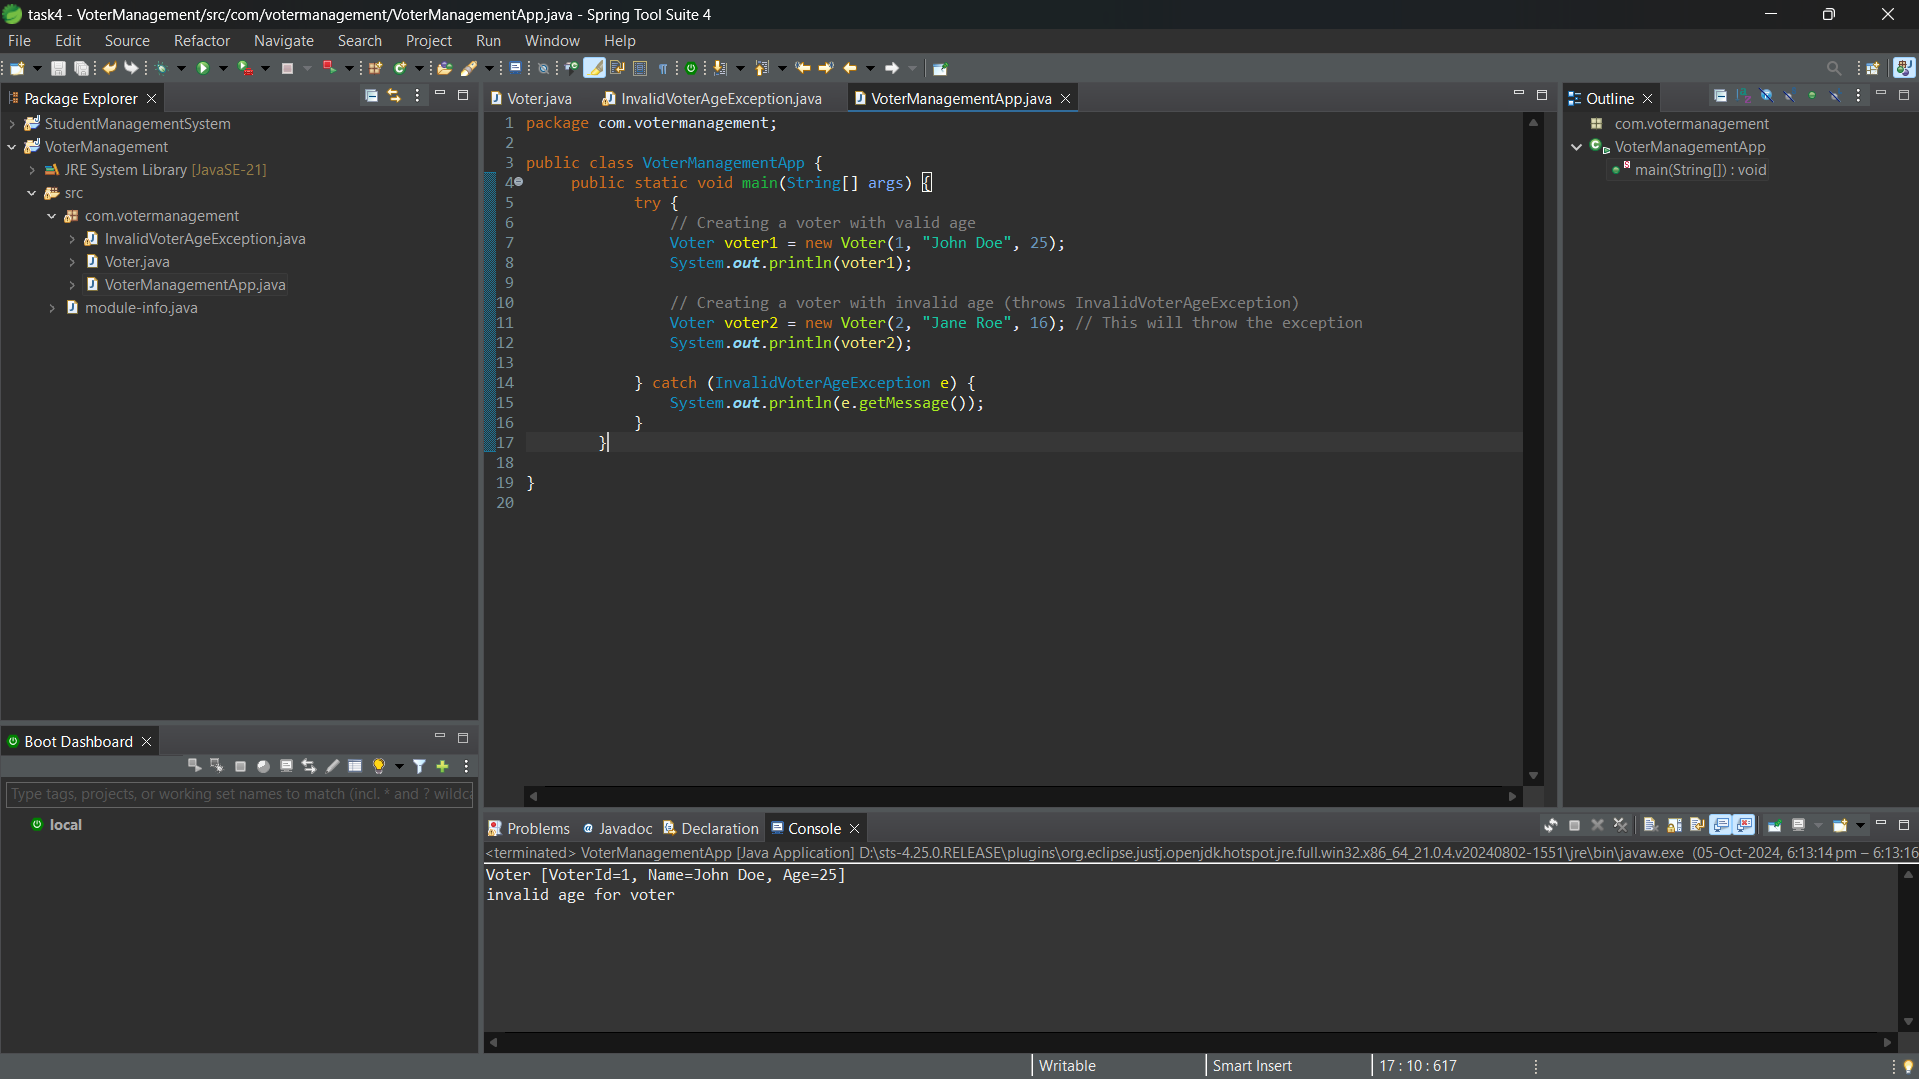 task4 - VoterManagement/src/com/votermanagement/VoterManagementApp.java - Spring Tool Suite 4
File Edit Source Refactor Navigate Search Project Run Window Help
Package Explorer
StudentManagementSystem
VoterManagement
JRE System Library [JavaSE-21]
src
com.votermanagement
InvalidVoterAgeException.java
Voter.java
VoterManagementApp.java
module-info.java
Voter.java InvalidVoterAgeException.java VoterManagementApp.java
1 package com.votermanagement;
2
3 public class VoterManagementApp {
4 public static void main(String[] args) {
5 try {
6 // Creating a voter with valid age
7 Voter voter1 = new Voter(1, "John Doe", 25);
8 System.out.println(voter1);
9
10 // Creating a voter with invalid age (throws InvalidVoterAgeException)
11 Voter voter2 = new Voter(2, "Jane Roe", 16); // This will throw the exception
12 System.out.println(voter2);
13
14 } catch (InvalidVoterAgeException e) {
15 System.out.println(e.getMessage());
16 }
17 }
18
19 }
20
Outline
com.votermanagement
VoterManagementApp
main(String[]) : void
Boot Dashboard
Type tags, projects, or working set names to match (incl. * and ? wildca
local
Problems Javadoc Declaration Console
<terminated> VoterManagementApp [Java Application] D:\sts-4.25.0.RELEASE\plugins\org.eclipse.justj.openjdk.hotspot.jre.full.win32.x86_64_21.0.4.v20240802-1551\jre\bin\javaw.exe (05-Oct-2024, 6:13:14 pm – 6:13:16
Voter [VoterId=1, Name=John Doe, Age=25]
invalid age for voter
Writable Smart Insert 17 : 10 : 617